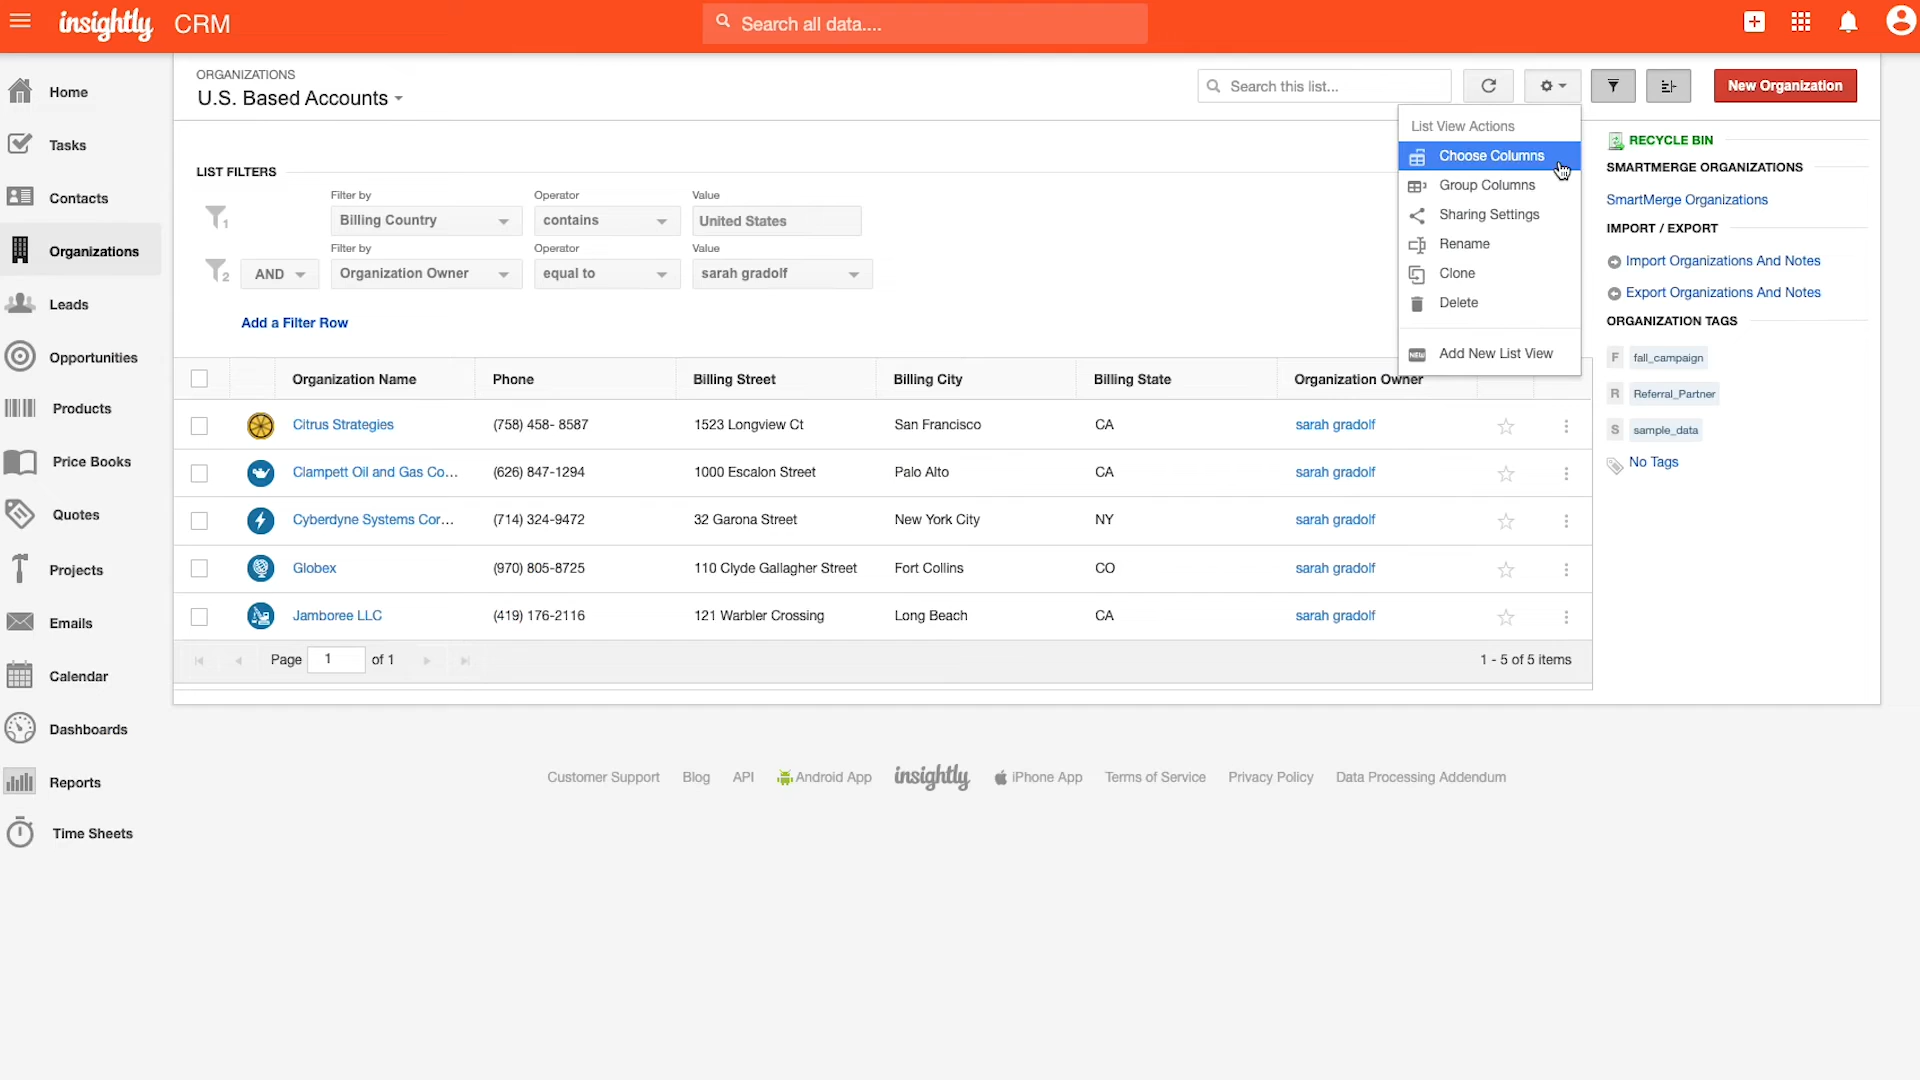 insightly CRM
Search all data....
Home
Tasks
Contacts
Organizations
Leads
Opportunities
Products
Price Books
Quotes
Projects
Emails
Calendar
Dashboards
Reports
Time Sheets
ORGANIZATIONS
U.S. Based Accounts
Search this list...
New Organization
LIST FILTERS
Filter by Operator Value
1 Billing Country contains United States
Filter by Operator Value
2 AND Organization Owner equal to sarah gradolf
Add a Filter Row
List View Actions
Choose Columns
Group Columns
Sharing Settings
Rename
Clone
Delete
NEW Add New List View
Organization Name Phone Billing Street Billing City Billing State Organization Owner
Citrus Strategies (758) 458- 8587 1523 Longview Ct San Francisco CA sarah gradolf
Clampett Oil and Gas Co... (626) 847-1294 1000 Escalon Street Palo Alto CA sarah gradolf
Cyberdyne Systems Cor... (714) 324-9472 32 Garona Street New York City NY sarah gradolf
Globex (970) 805-8725 110 Clyde Gallagher Street Fort Collins CO sarah gradolf
Jamboree LLC (419) 176-2116 121 Warbler Crossing Long Beach CA sarah gradolf
Page 1 of 1 1 - 5 of 5 items
RECYCLE BIN
SMARTMERGE ORGANIZATIONS
SmartMerge Organizations
IMPORT / EXPORT
Import Organizations And Notes
Export Organizations And Notes
ORGANIZATION TAGS
F fall_campaign
R Referral_Partner
S sample_data
No Tags
Customer Support Blog API Android App insightly iPhone App Terms of Service Privacy Policy Data Processing Addendum